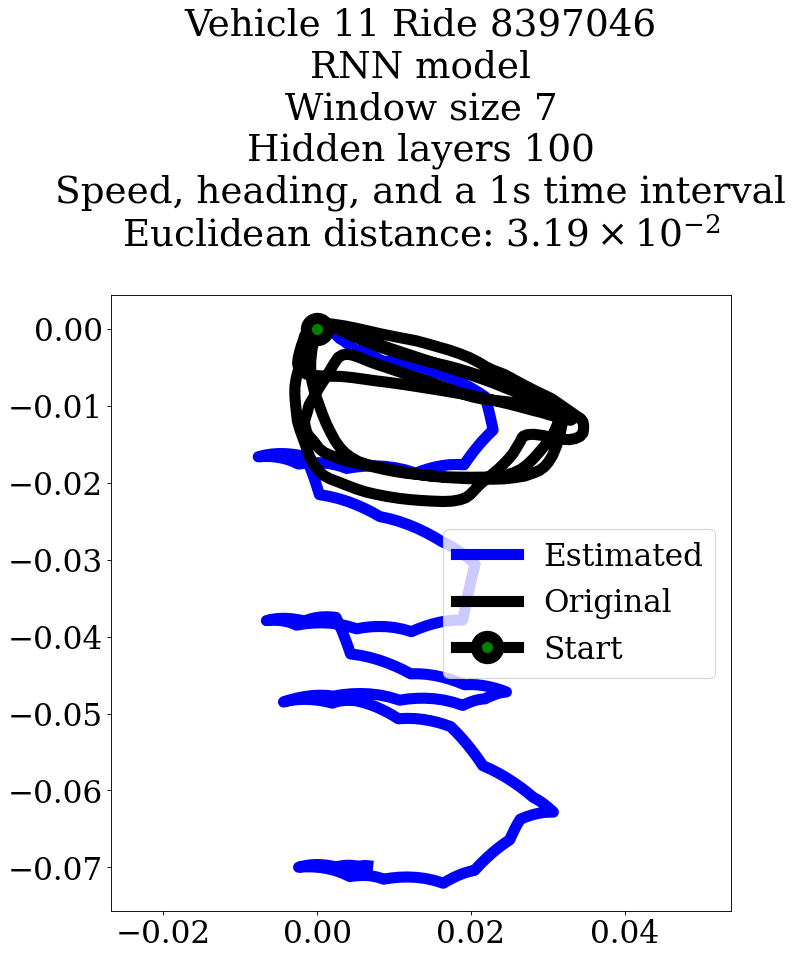 Vehicle 11 Ride 8397046
RNN model
Window size 7
Hidden layers 100
Speed, heading, and a 1s time interval
Euclidean distance: 3.19 × 10⁻²
0.00
−0.01
−0.02
−0.03
−0.04
−0.05
−0.06
−0.07
Estimated
Original
Start
−0.02 0.00 0.02 0.04